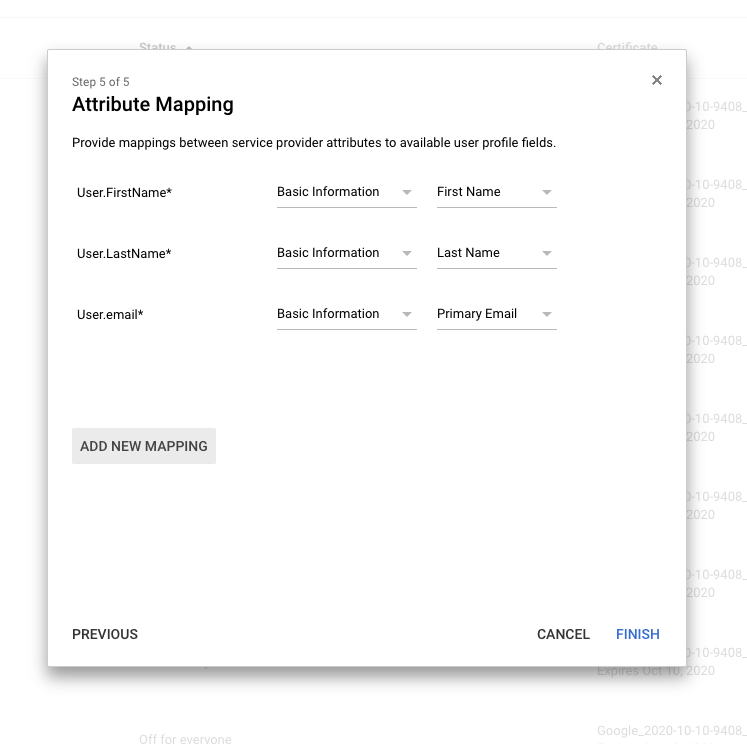 Status
Certificate
Step 5 of 5
Attribute Mapping
Provide mappings between service provider attributes to available user profile fields.
User.FirstName* Basic Information First Name
User.LastName* Basic Information Last Name
User.email* Basic Information Primary Email
ADD NEW MAPPING
PREVIOUS CANCEL FINISH
0-10-9408_
2020
0-10-9408_
2020
0-10-9408_
2020
0-10-9408_
2020
0-10-9408_
2020
0-10-9408_
2020
0-10-9408_
2020
0-10-9408_
Expires Oct 10, 2020
Off for everyone
Google_2020-10-10-9408_